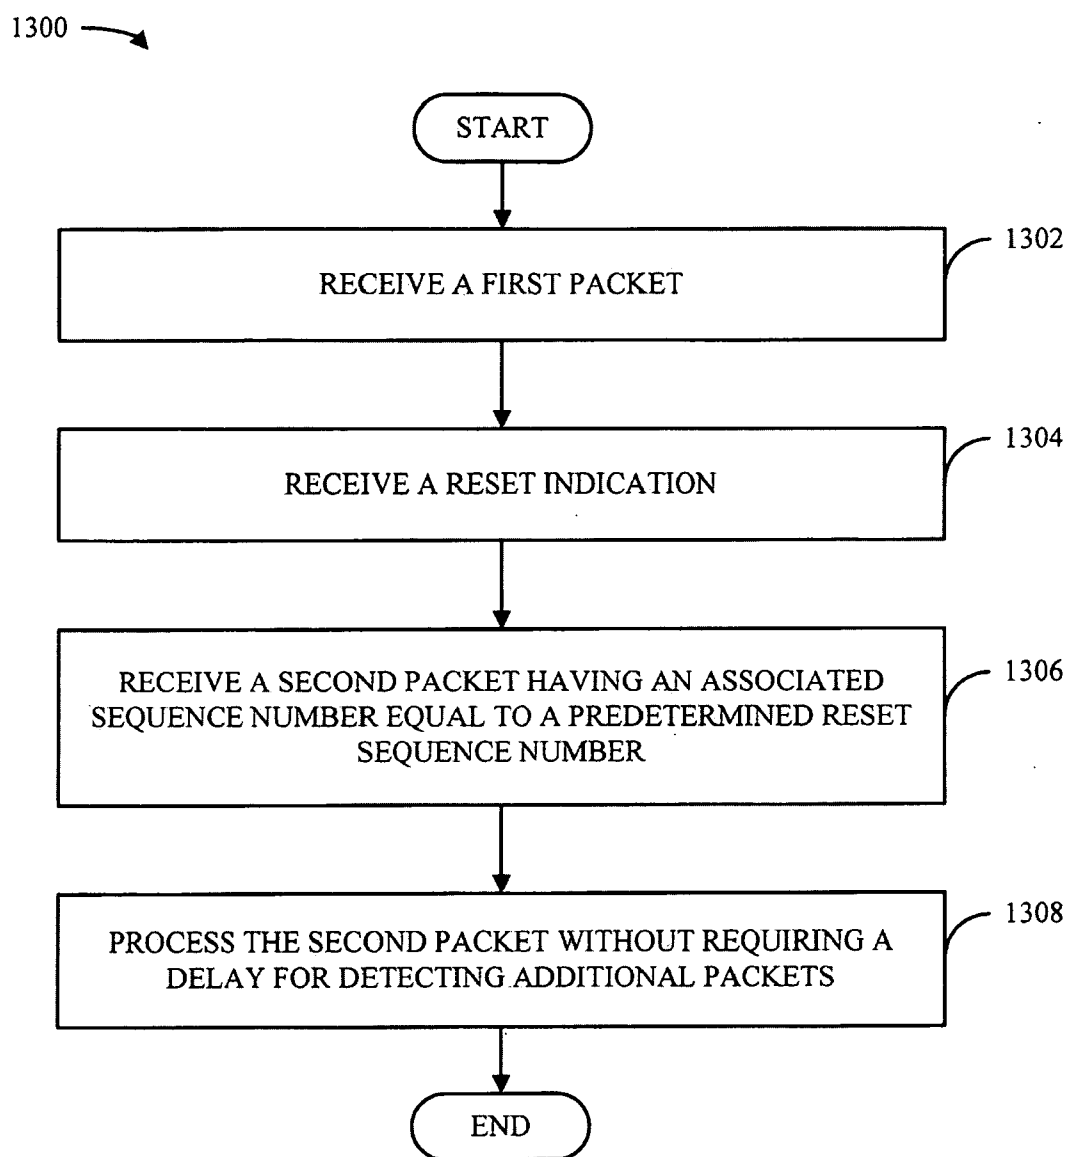 1300
START
1302
RECEIVE A FIRST PACKET
1304
RECEIVE A RESET INDICATION
1306
RECEIVE A SECOND PACKET HAVING AN ASSOCIATED
SEQUENCE NUMBER EQUAL TO A PREDETERMINED RESET
SEQUENCE NUMBER
1308
PROCESS THE SECOND PACKET WITHOUT REQUIRING A
DELAY FOR DETECTING ADDITIONAL PACKETS
END